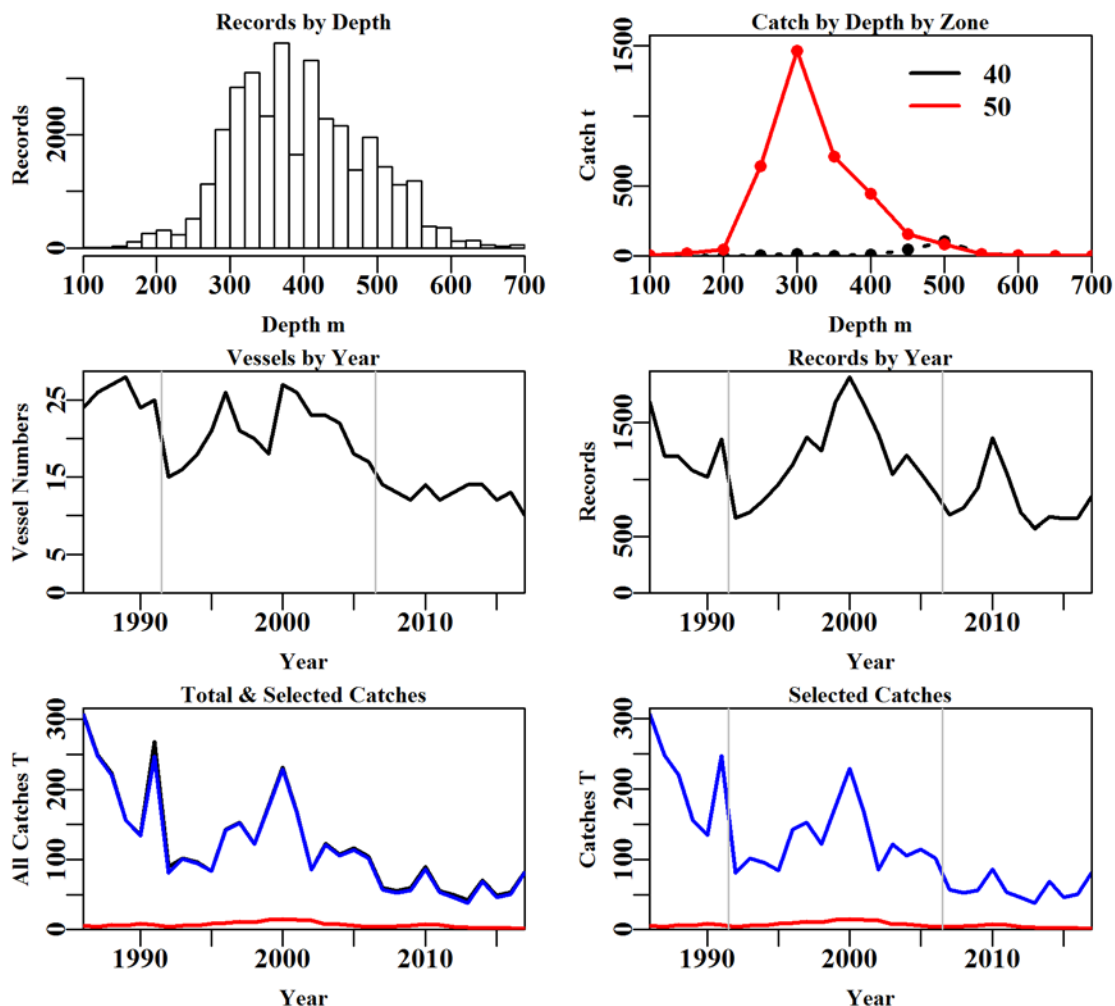 Records by Depth
Records
0
2000
100 200 300 400 500 600 700
Depth m
Catch by Depth by Zone
Catch t
0
500
1500
40
50
100 200 300 400 500 600 700
Depth m
Vessels by Year
Vessel Numbers
0
5
15
25
1990 2000 2010
Year
Records by Year
Records
0
500
1500
1990 2000 2010
Year
Total & Selected Catches
All Catches T
0
100
200
300
1990 2000 2010
Year
Selected Catches
Catches T
0
100
200
300
1990 2000 2010
Year